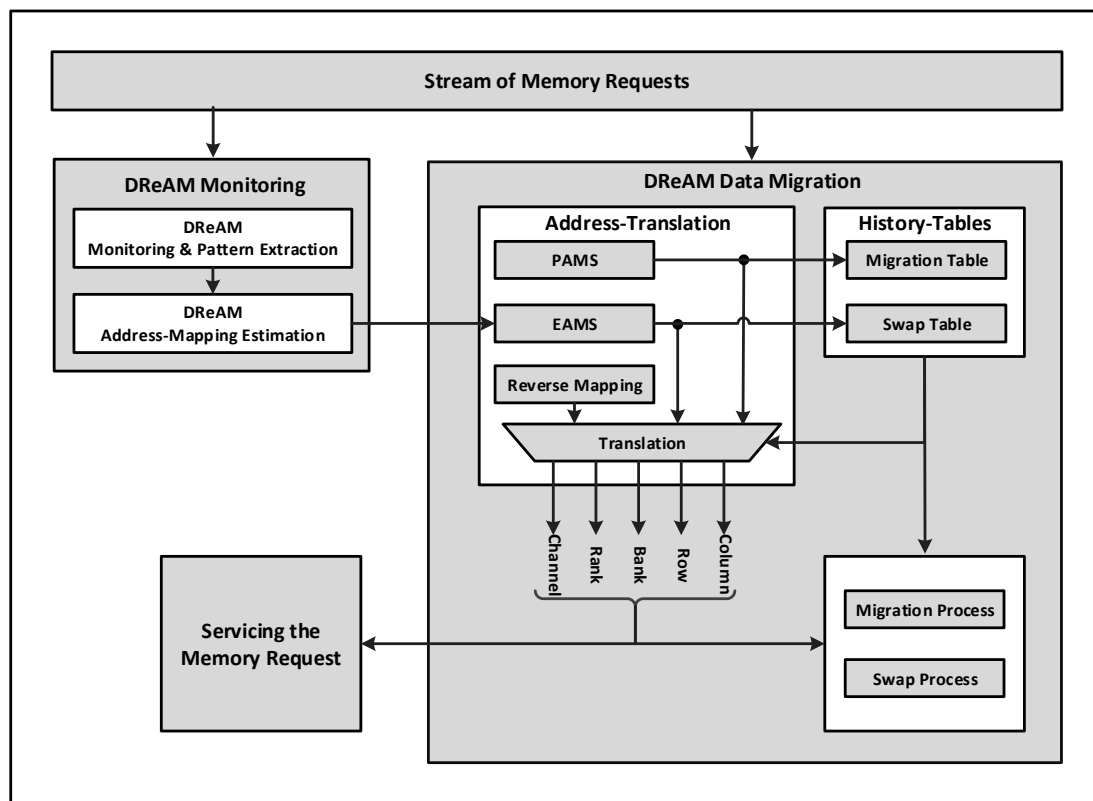 Stream of Memory Requests
DReAM Monitoring
DReAM
Monitoring & Pattern Extraction
DReAM
Address-Mapping Estimation
DReAM Data Migration
Address-Translation
PAMS
EAMS
Reverse Mapping
Translation
History-Tables
Migration Table
Swap Table
Channel
Rank
Bank
Row
Column
Servicing the
Memory Request
Migration Process
Swap Process